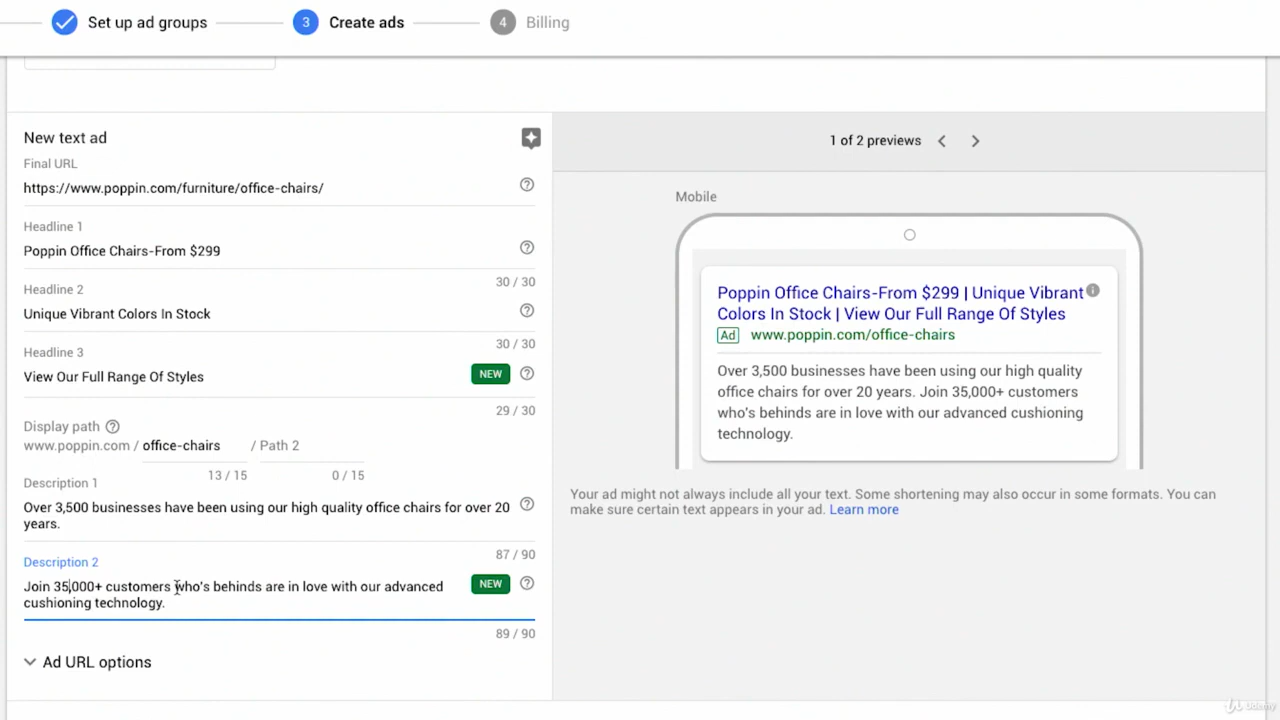 Set up ad groups
3 Create ads
4 Billing
New text ad
Final URL
https://www.poppin.com/furniture/office-chairs/
Headline 1
Poppin Office Chairs-From $299
30 / 30
Headline 2
Unique Vibrant Colors In Stock
30 / 30
Headline 3
View Our Full Range Of Styles
NEW
29 / 30
Display path
www.poppin.com / office-chairs / Path 2
13 / 15 0 / 15
Description 1
Over 3,500 businesses have been using our high quality office chairs for over 20
years.
87 / 90
Description 2
Join 35,000+ customers who's behinds are in love with our advanced
cushioning technology.
NEW
89 / 90
Ad URL options
1 of 2 previews
Mobile
Poppin Office Chairs-From $299 | Unique Vibrant
Colors In Stock | View Our Full Range Of Styles
Ad www.poppin.com/office-chairs
Over 3,500 businesses have been using our high quality
office chairs for over 20 years. Join 35,000+ customers
who's behinds are in love with our advanced cushioning
technology.
Your ad might not always include all your text. Some shortening may also occur in some formats. You can
make sure certain text appears in your ad. Learn more
Udemy